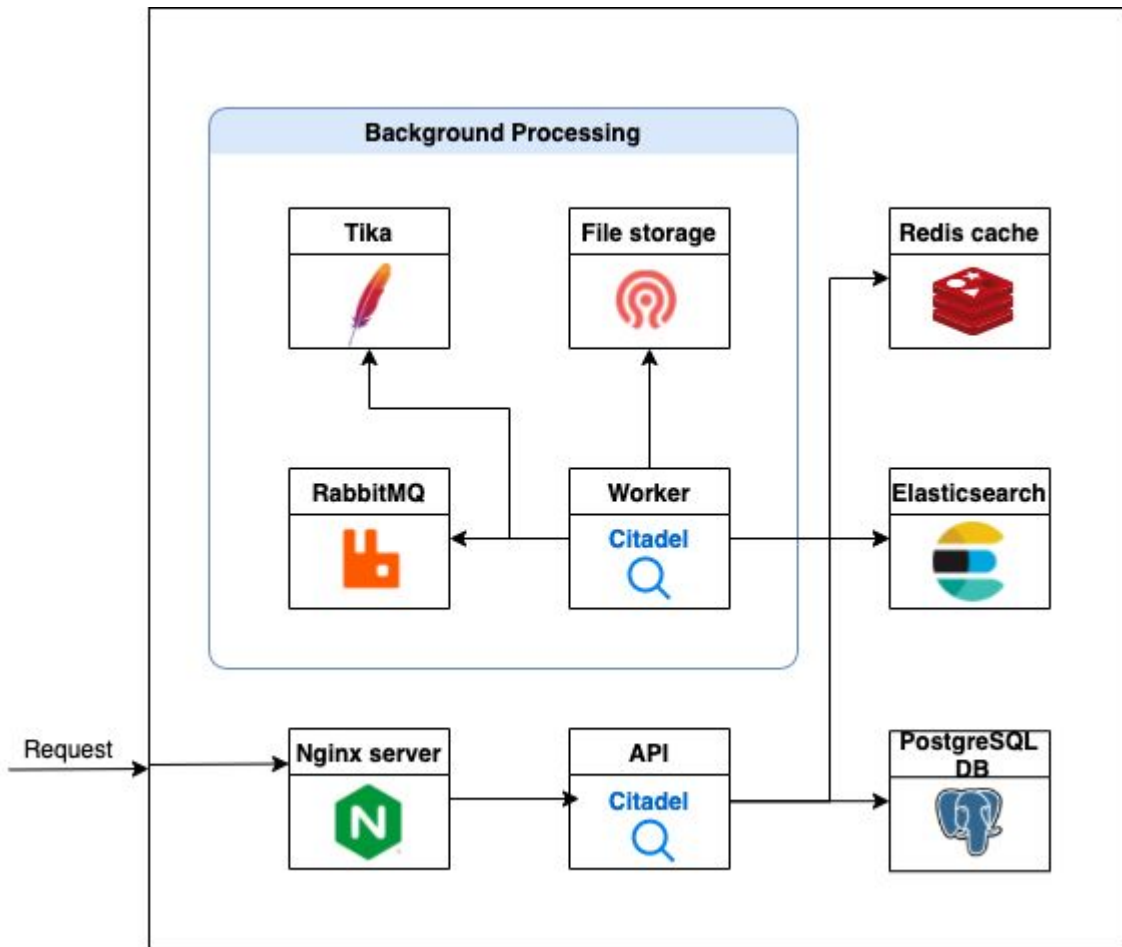 Background Processing
Tika
File storage
Redis cache
RabbitMQ
Worker
Citadel
Elasticsearch
Request
Nginx server
N
API
Citadel
PostgreSQL
DB